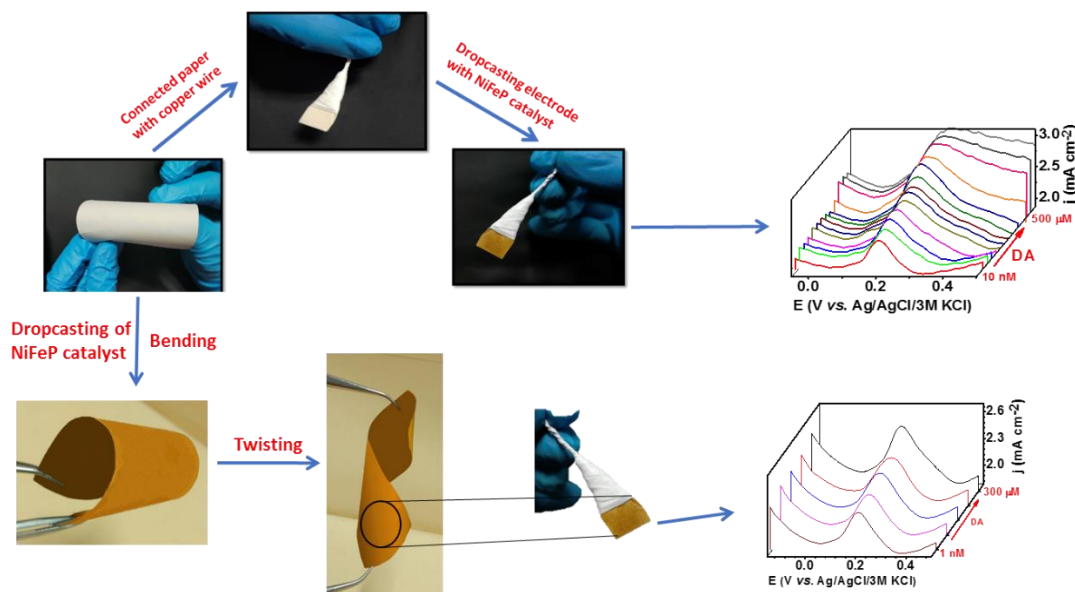 Connected paper
with copper wire
Dropcasting electrode
with NiFeP catalyst
3.0
2.5
2.0
j (mA cm-2)
500 μM
DA
10 nM
0.0 0.2 0.4
E (V vs. Ag/AgCl/3M KCl)
Dropcasting of
NiFeP catalyst
Bending
Twisting
2.6
2.3
2.0
j (mA cm-2)
300 μM
DA
1 nM
0.0 0.2 0.4
E (V vs. Ag/AgCl/3M KCl)